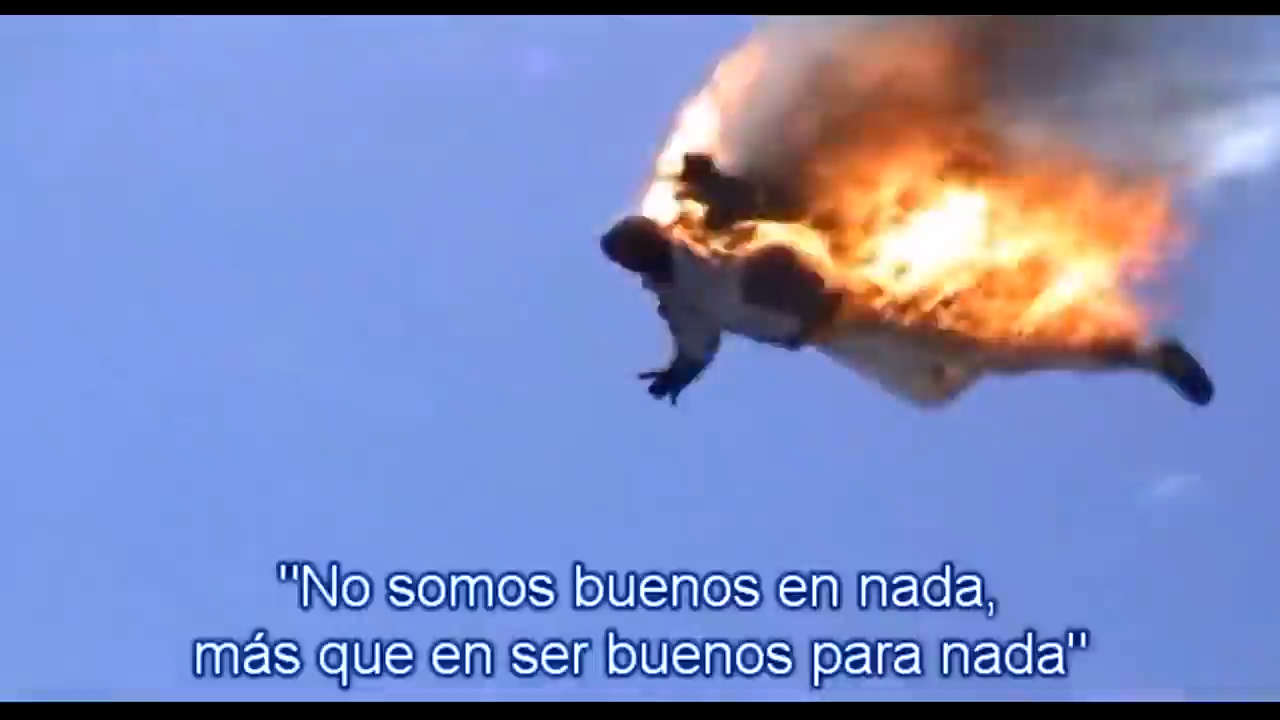 "No somos buenos en nada,
más que en ser buenos para nada"